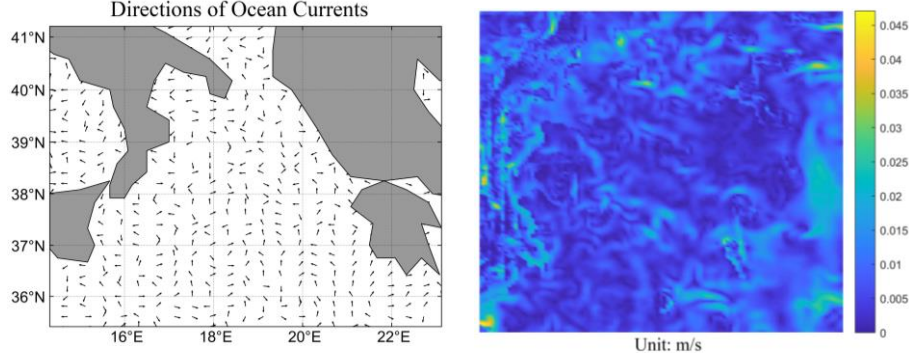 Directions of Ocean Currents
41°N
40°N
39°N
38°N
37°N
36°N
16°E
18°E
20°E
22°E
0.045
0.04
0.035
0.03
0.025
0.02
0.015
0.01
0.005
0
Unit: m/s